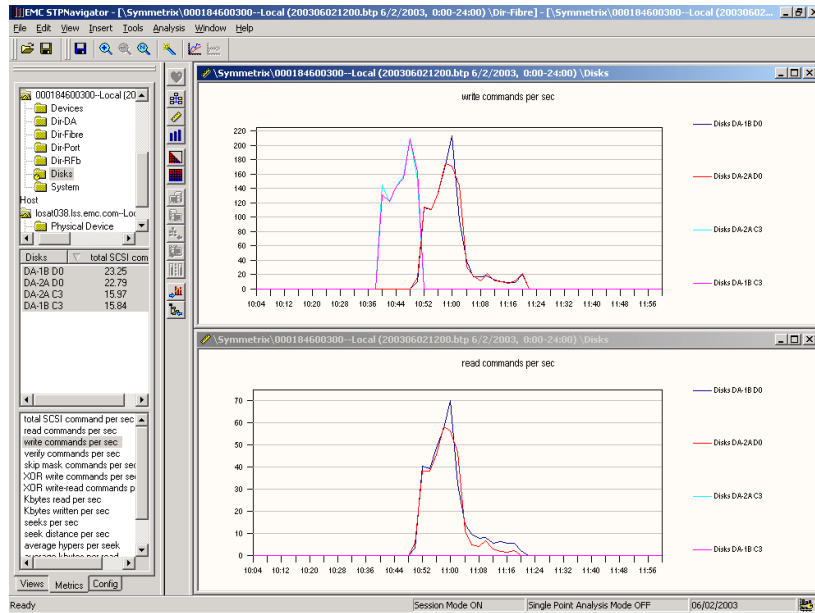 EMC STPNavigator - [\Symmetrix\000184600300--Local (200306021200.btp 6/2/2003, 0:00-24:00) \Dir-Fibre] - [\Symmetrix\000184600300--Local (20030602...
File Edit View Insert Tools Analysis Window Help
000184600300--Local (20
Devices
Dir-DA
Dir-Fibre
Dir-Port
Dir-RFb
Disks
System
Host
losat038.lss.emc.com--Loc
Physical Device
Disks total SCSI com
DA-1B D0 23.25
DA-2A D0 22.79
DA-2A C3 15.97
DA-1B C3 15.84
total SCSI command per sec
read commands per sec
write commands per sec
verify commands per sec
skip mask commands per sec
XOR write commands per sec
XOR write-read commands p
Kbytes read per sec
Kbytes written per sec
seeks per sec
seek distance per sec
average hypers per seek
average kbytes per read
Views Metrics Config
\Symmetrix\000184600300--Local (200306021200.btp 6/2/2003, 0:00-24:00) \Disks
write commands per sec
220
200
180
160
140
120
100
80
60
40
20
0
10:04 10:12 10:20 10:28 10:36 10:44 10:52 11:00 11:08 11:16 11:24 11:32 11:40 11:48 11:56
Disks DA-1B D0
Disks DA-2A D0
Disks DA-2A C3
Disks DA-1B C3
\Symmetrix\000184600300--Local (200306021200.btp 6/2/2003, 0:00-24:00) \Disks
read commands per sec
70
60
50
40
30
20
10
0
10:04 10:12 10:20 10:28 10:36 10:44 10:52 11:00 11:08 11:16 11:24 11:32 11:40 11:48 11:56
Disks DA-1B D0
Disks DA-2A D0
Disks DA-2A C3
Disks DA-1B C3
Ready Session Mode ON Single Point Analysis Mode OFF 06/02/2003